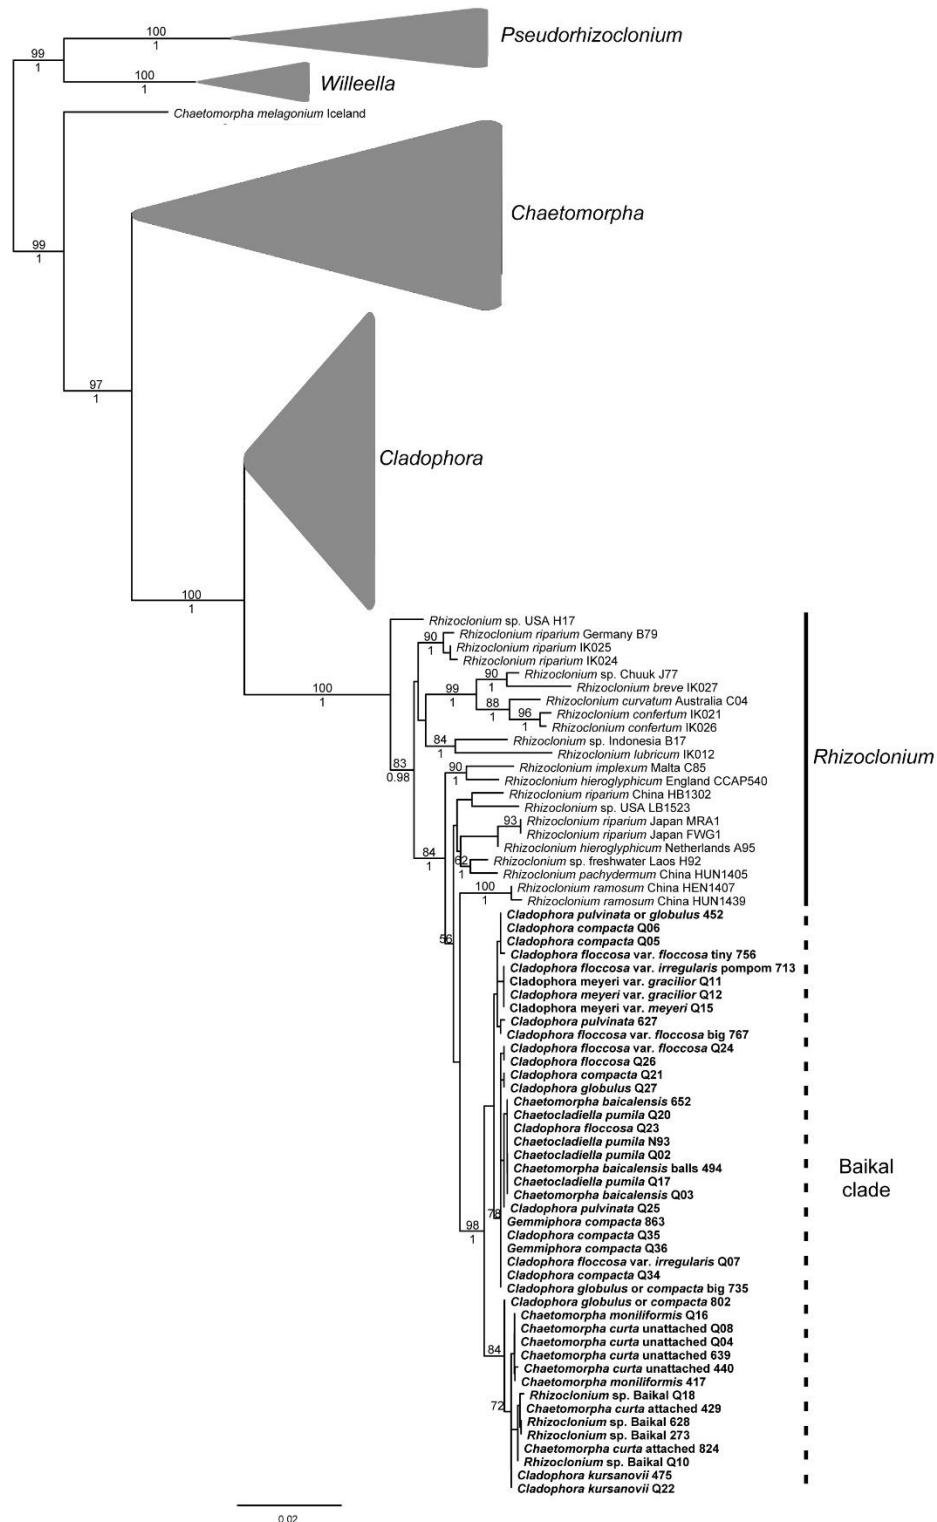 100
1
Pseudorhizoclonium
99
1
100
1
Willeella
Chaetomorpha melagonium Iceland
Chaetomorpha
99
1
97
1
Cladophora
100
1
Rhizoclonium sp. USA H17
90
1
Rhizoclonium riparium Germany B79
Rhizoclonium riparium IK025
Rhizoclonium riparium IK024
100
1
90
1
Rhizoclonium sp. Chuuk J77
Rhizoclonium breve IK027
99
1
88
1
Rhizoclonium curvatum Australia C04
96
1
Rhizoclonium confertum IK021
Rhizoclonium confertum IK026
84
1
Rhizoclonium sp. Indonesia B17
Rhizoclonium lubricum IK012
Rhizoclonium
83
0.98
90
1
Rhizoclonium implexum Malta C85
Rhizoclonium hieroglyphicum England CCAP540
Rhizoclonium riparium China HB1302
Rhizoclonium sp. USA LB1523
93
Rhizoclonium riparium Japan MRA1
Rhizoclonium riparium Japan FWG1
Rhizoclonium hieroglyphicum Netherlands A95
84
1
62
1
Rhizoclonium sp. freshwater Laos H92
Rhizoclonium pachydermum China HUN1405
100
1
Rhizoclonium ramosum China HEN1407
Rhizoclonium ramosum China HUN1439
56
Cladophora pulvinata or globulus 452
Cladophora compacta Q06
Cladophora compacta Q05
Cladophora floccosa var. floccosa tiny 756
Cladophora floccosa var. irregularis pompom 713
Cladophora meyeri var. gracilior Q11
Cladophora meyeri var. gracilior Q12
Cladophora meyeri var. meyeri Q15
Cladophora pulvinata 627
Cladophora floccosa var. floccosa big 767
Cladophora floccosa var. floccosa Q24
Cladophora floccosa Q26
Cladophora compacta Q21
Cladophora globulus Q27
Chaetomorpha baicalensis 652
Chaetocladiella pumila Q20
Cladophora floccosa Q23
Chaetocladiella pumila N93
Chaetocladiella pumila Q02
Chaetomorpha baicalensis balls 494
Chaetocladiella pumila Q17
Chaetomorpha baicalensis Q03
Cladophora pulvinata Q25
Baikal
clade
78
Gemmiphora compacta 863
Cladophora compacta Q35
Gemmiphora compacta Q36
98
1
Cladophora floccosa var. irregularis Q07
Cladophora compacta Q34
Cladophora globulus or compacta big 735
Cladophora globulus or compacta 802
Chaetomorpha moniliformis Q16
Chaetomorpha curta unattached Q08
Chaetomorpha curta unattached Q04
84
Chaetomorpha curta unattached 639
Chaetomorpha curta unattached 440
Chaetomorpha moniliformis 417
Rhizoclonium sp. Baikal Q18
72
Chaetomorpha curta attached 429
Rhizoclonium sp. Baikal 628
Rhizoclonium sp. Baikal 273
Chaetomorpha curta attached 824
Rhizoclonium sp. Baikal Q10
Cladophora kursanovii 475
Cladophora kursanovii Q22
0.02